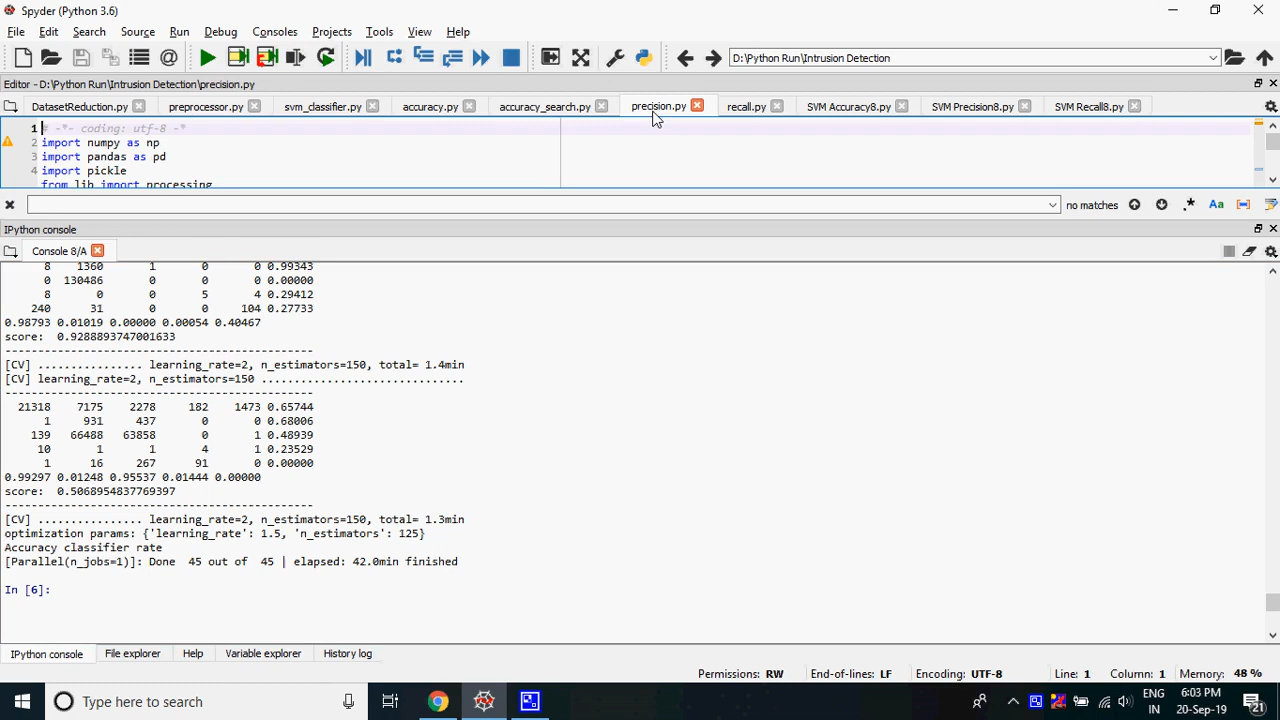 Spyder (Python 3.6)
File Edit Search Source Run Debug Consoles Projects Tools View Help
D:\Python Run\Intrusion Detection
Editor - D:\Python Run\Intrusion Detection\precision.py
DatasetReduction.py preprocessor.py svm_classifier.py accuracy.py accuracy_search.py precision.py recall.py SVM Accuracy8.py SVM Precision8.py SVM Recall8.py
1 # -*- coding: utf-8 -*
2 import numpy as np
3 import pandas as pd
4 import pickle
from lib import processing
no matches .* Aa
IPython console
Console 8/A
8 1360 1 0 0 0.99343
0 130486 0 0 0 0.00000
8 0 0 5 4 0.29412
240 31 0 0 104 0.27733
0.98793 0.01019 0.00000 0.00054 0.40467
score: 0.9288893747001633
--------------------------------------------
[CV] ................ learning_rate=2, n_estimators=150, total= 1.4min
[CV] learning_rate=2, n_estimators=150 ...............................
--------------------------------------------
21318 7175 2278 182 1473 0.65744
1 931 437 0 0 0.68006
139 66488 63858 0 1 0.48939
10 1 1 4 1 0.23529
1 16 267 91 0 0.00000
0.99297 0.01248 0.95537 0.01444 0.00000
score: 0.5068954837769397
--------------------------------------------
[CV] ................ learning_rate=2, n_estimators=150, total= 1.3min
optimization params: {'learning_rate': 1.5, 'n_estimators': 125}
Accuracy classifier rate
[Parallel(n_jobs=1)]: Done 45 out of 45 | elapsed: 42.0min finished
In [6]:
IPython console File explorer Help Variable explorer History log
Permissions: RW End-of-lines: LF Encoding: UTF-8 Line: 1 Column: 1 Memory: 48 %
Type here to search
ENG
IN
6:03 PM
20-Sep-19
21